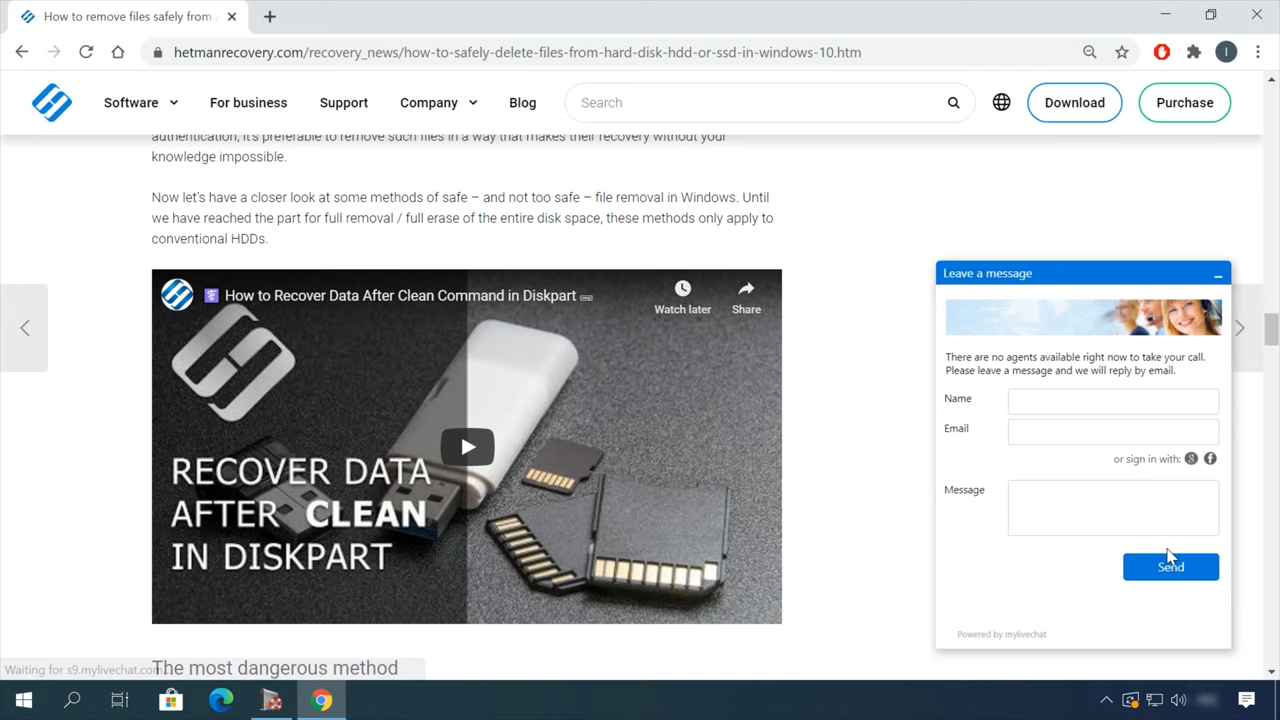 How to remove files safely from
hetmanrecovery.com/recovery_news/how-to-safely-delete-files-from-hard-disk-hdd-or-ssd-in-windows-10.htm
I
Software
For business
Support
Company
Blog
Search
Download
Purchase
authentication, it's preferable to remove such files in a way that makes their recovery without your
knowledge impossible.
Now let's have a closer look at some methods of safe – and not too safe – file removal in Windows. Until
we have reached the part for full removal / full erase of the entire disk space, these methods only apply to
conventional HDDs.
How to Recover Data After Clean Command in Diskpart
Watch later
Share
RECOVER DATA
AFTER CLEAN
IN DISKPART
Leave a message
There are no agents available right now to take your call.
Please leave a message and we will reply by email.
Name
Email
or sign in with:
Message
Send
Powered by mylivechat
The most dangerous method
Waiting for s9.mylivechat.com...